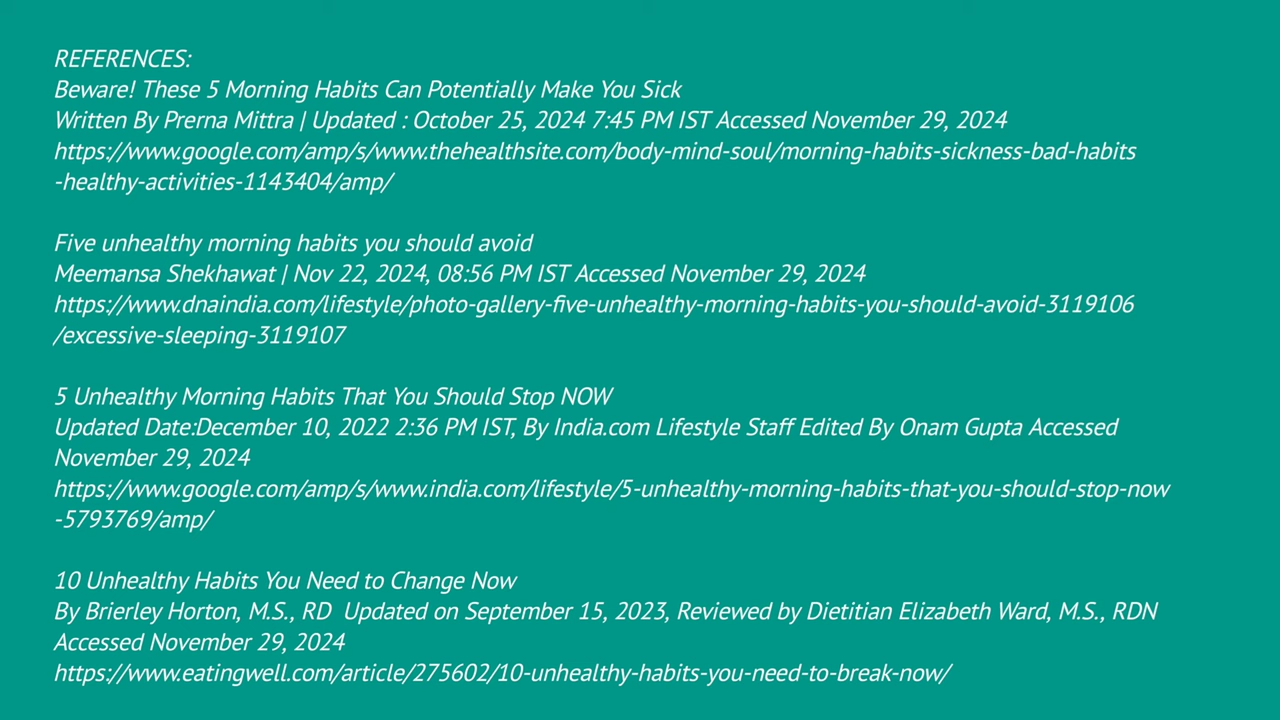 REFERENCES:
Beware! These 5 Morning Habits Can Potentially Make You Sick
Written By Prerna Mittra | Updated : October 25, 2024 7:45 PM IST Accessed November 29, 2024
https://www.google.com/amp/s/www.thehealthsite.com/body-mind-soul/morning-habits-sickness-bad-habits
-healthy-activities-1143404/amp/
Five unhealthy morning habits you should avoid
Meemansa Shekhawat | Nov 22, 2024, 08:56 PM IST Accessed November 29, 2024
https://www.dnaindia.com/lifestyle/photo-gallery-five-unhealthy-morning-habits-you-should-avoid-3119106
/excessive-sleeping-3119107
5 Unhealthy Morning Habits That You Should Stop NOW
Updated Date:December 10, 2022 2:36 PM IST, By India.com Lifestyle Staff Edited By Onam Gupta Accessed
November 29, 2024
https://www.google.com/amp/s/www.india.com/lifestyle/5-unhealthy-morning-habits-that-you-should-stop-now
-5793769/amp/
10 Unhealthy Habits You Need to Change Now
By Brierley Horton, M.S., RD  Updated on September 15, 2023, Reviewed by Dietitian Elizabeth Ward, M.S., RDN
Accessed November 29, 2024
https://www.eatingwell.com/article/275602/10-unhealthy-habits-you-need-to-break-now/